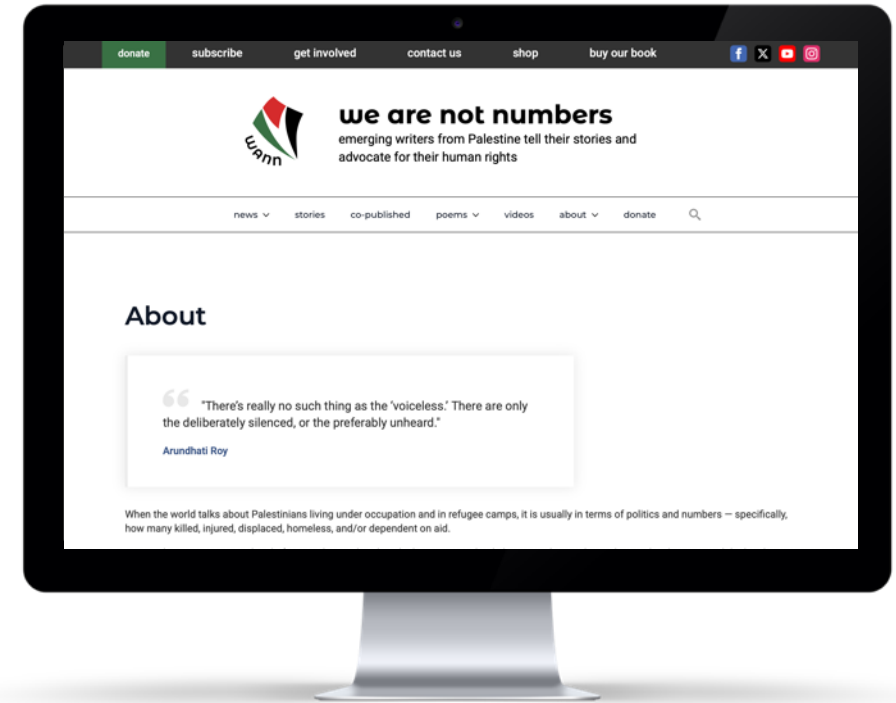 donate subscribe get involved contact us shop buy our book
we are not numbers
emerging writers from Palestine tell their stories and
advocate for their human rights
WANN
news stories co-published poems videos about donate
About
"There's really no such thing as the ‘voiceless.’ There are only
the deliberately silenced, or the preferably unheard."
Arundhati Roy
When the world talks about Palestinians living under occupation and in refugee camps, it is usually in terms of politics and numbers — specifically,
how many killed, injured, displaced, homeless, and/or dependent on aid.